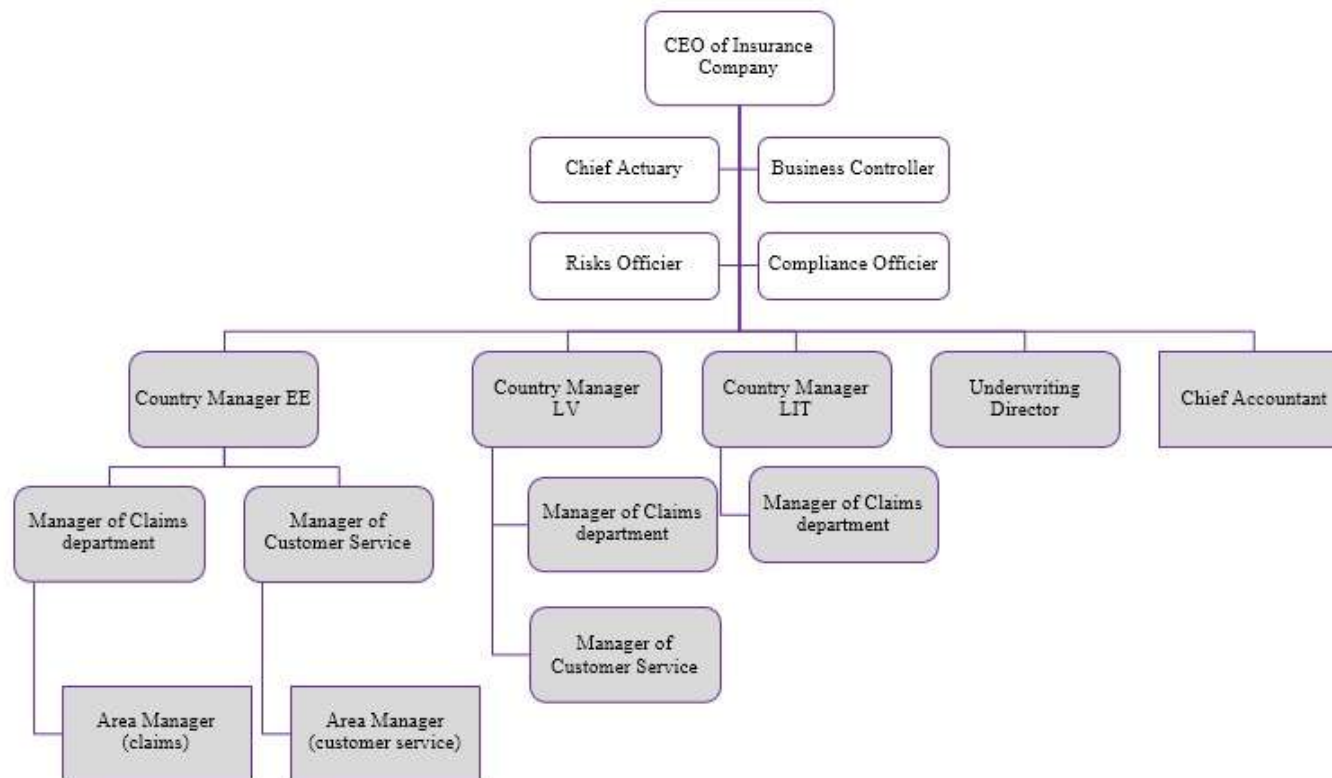 CEO of Insurance
Company
Chief Actuary
Business Controller
Risks Officier
Compliance Officier
Country Manager EE
Country Manager
LV
Country Manager
LIT
Underwriting
Director
Chief Accountant
Manager of Claims
department
Manager of
Customer Service
Manager of Claims
department
Manager of Claims
department
Manager of
Customer Service
Area Manager
(claims)
Area Manager
(customer service)